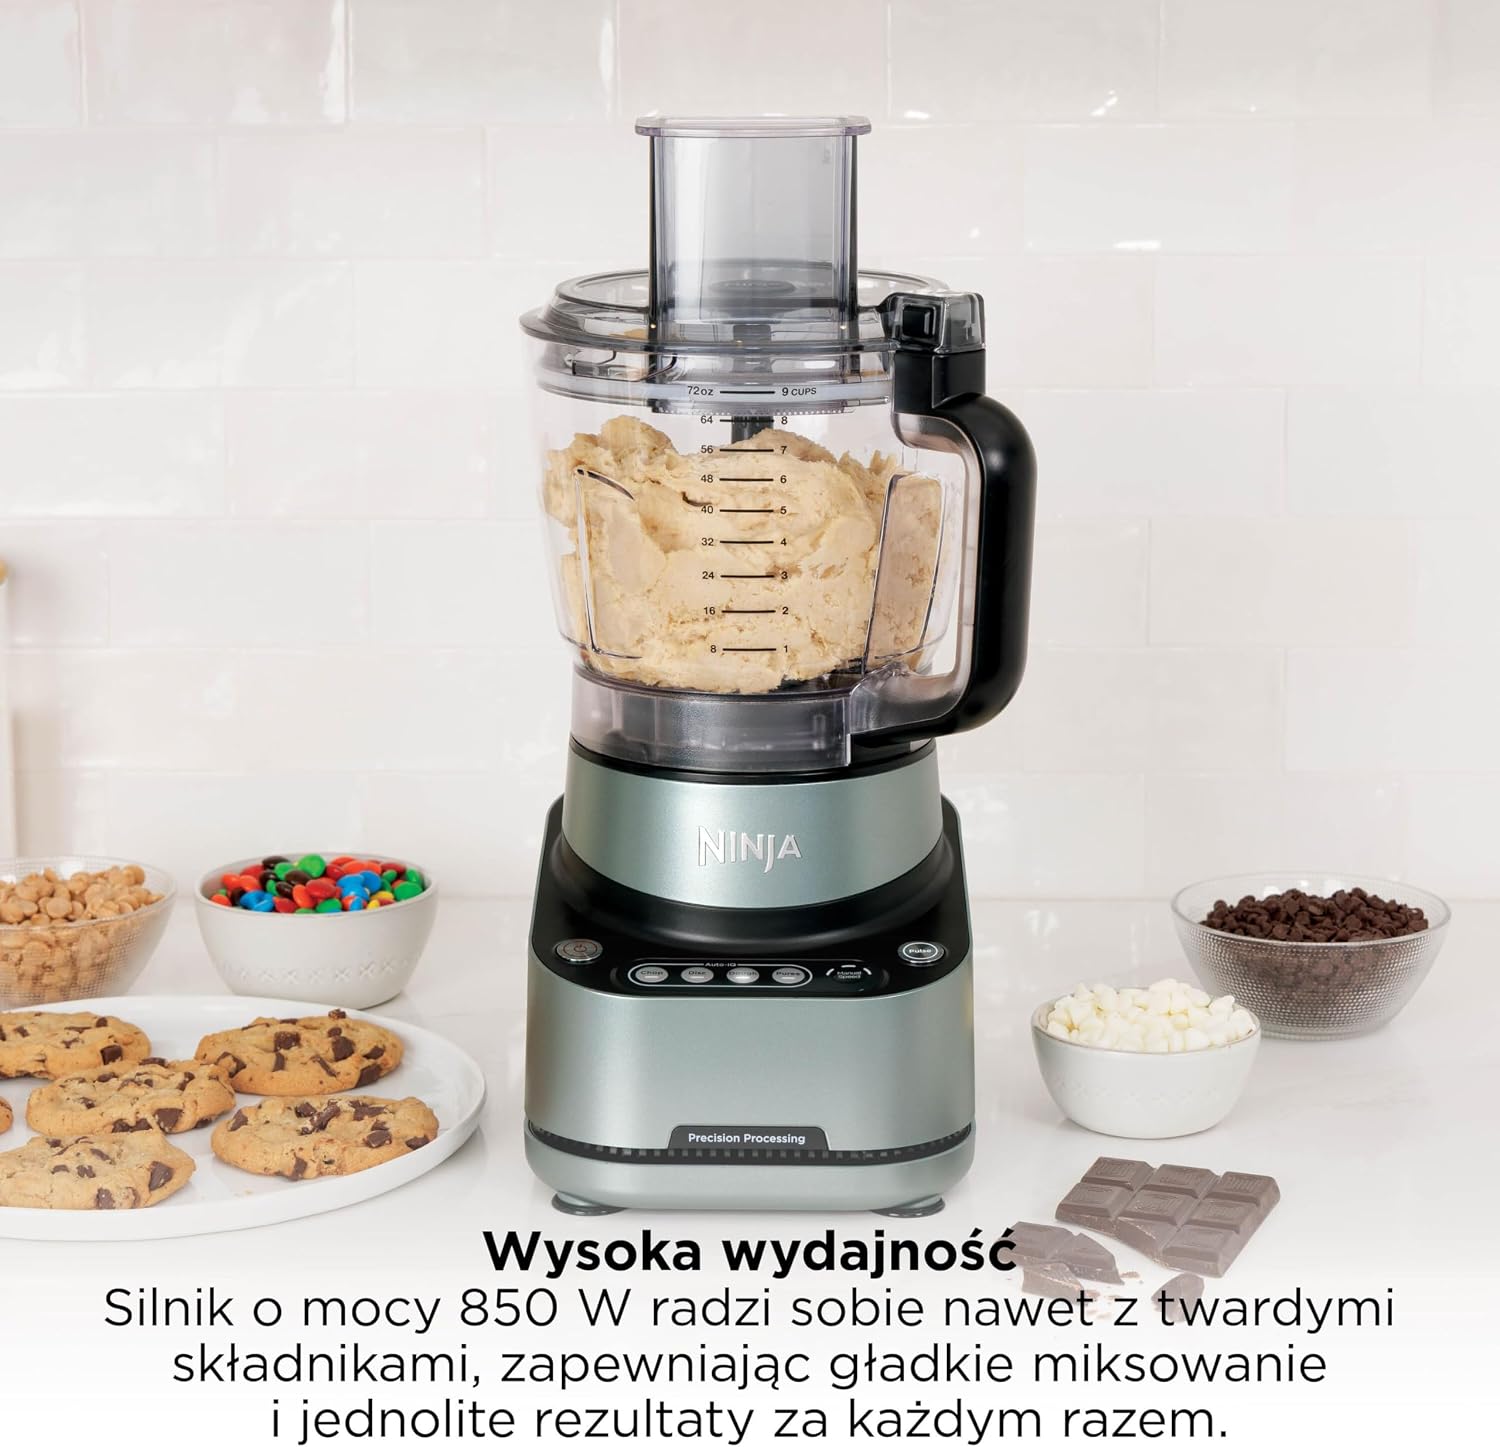 72oz 9 CUPS
64 8
56 7
48 6
40 5
32 4
24 3
16 2
8 1
NINJA
Auto-iQ
Pulse
Chop Disc Dough Puree Manual Speed
Precision Processing
Wysoka wydajność
Silnik o mocy 850 W radzi sobie nawet z twardymi
składnikami, zapewniając gładkie miksowanie
i jednolite rezultaty za każdym razem.